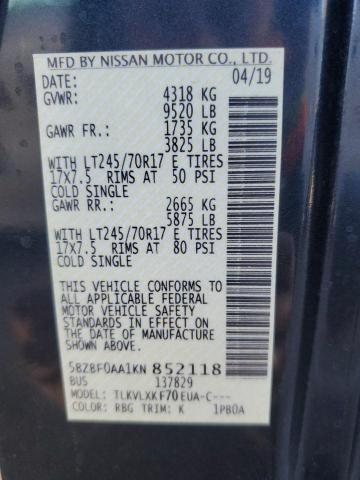 MFD BY NISSAN MOTOR CO., LTD.
DATE: 04/19
GVWR: 4318 KG
9520 LB
GAWR FR.: 1735 KG
3825 LB
WITH LT245/70R17 E TIRES
17X7.5 RIMS AT 50 PSI
COLD SINGLE
GAWR RR.: 2665 KG
5875 LB
WITH LT245/70R17 E TIRES
17X7.5 RIMS AT 80 PSI
COLD SINGLE
THIS VEHICLE CONFORMS TO
ALL APPLICABLE FEDERAL
MOTOR VEHICLE SAFETY
STANDARDS IN EFFECT ON
THE DATE OF MANUFACTURE
SHOWN ABOVE.
5BZBF0AA1KN 852118
BUS 137829
MODEL: TLKVLXKF70EUA-C---
COLOR: RBG TRIM: K 1PB0A